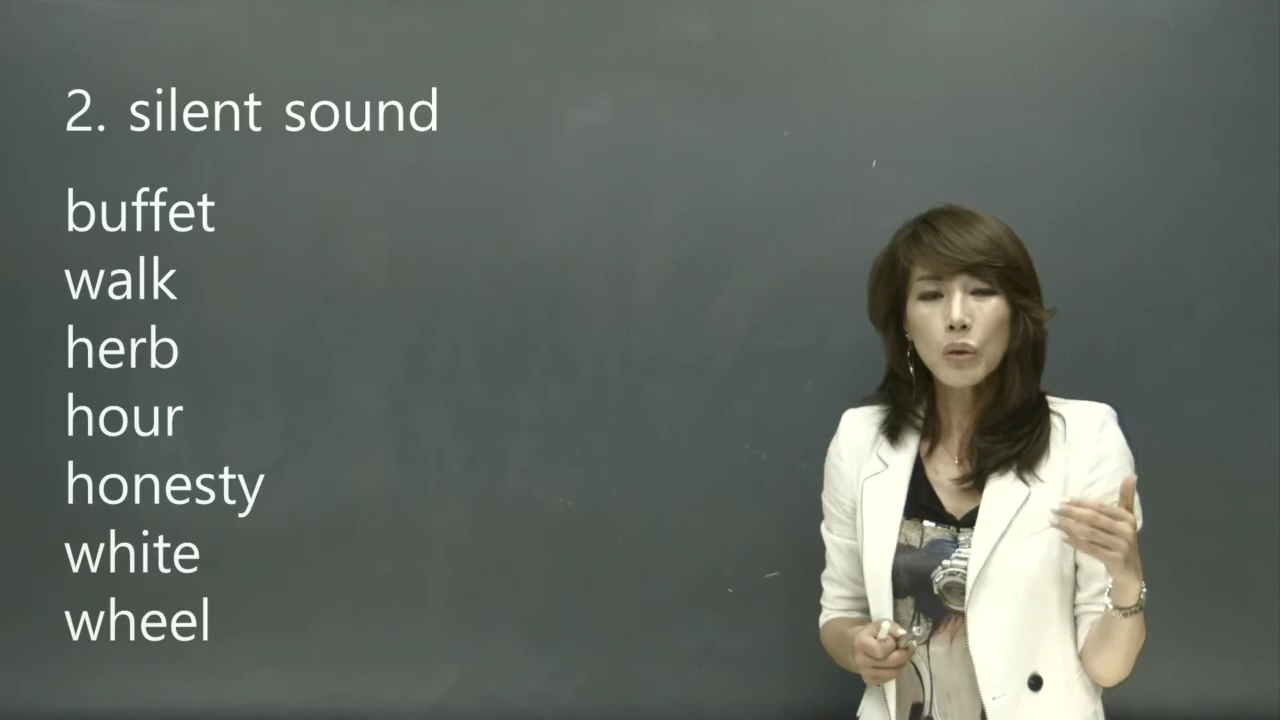 2. silent sound
buffet
walk
herb
hour
honesty
white
wheel